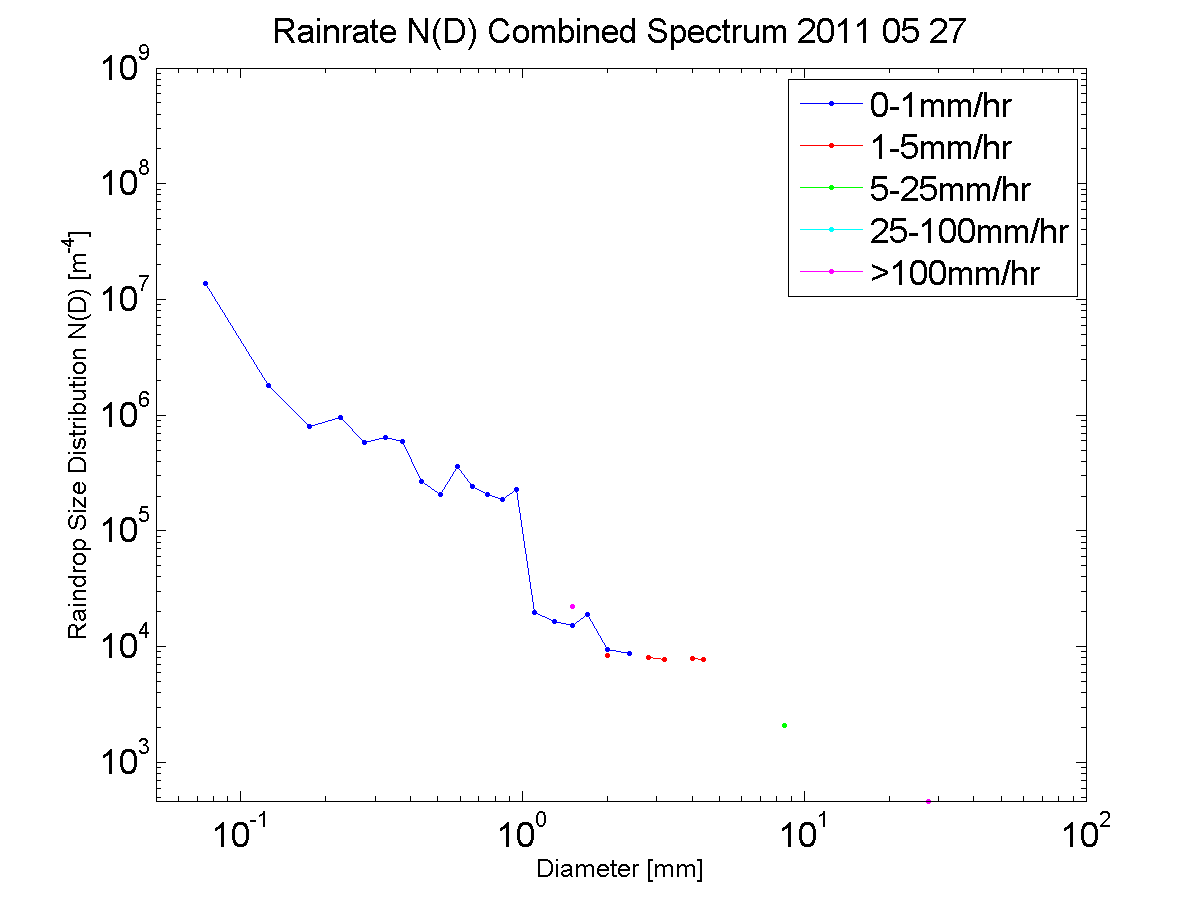 Rainrate N(D) Combined Spectrum 2011 05 27
10^9
10^8
10^7
10^6
10^5
10^4
10^3
Raindrop Size Distribution N(D) [m^-4]
0-1mm/hr
1-5mm/hr
5-25mm/hr
25-100mm/hr
>100mm/hr
10^-1
10^0
10^1
10^2
Diameter [mm]